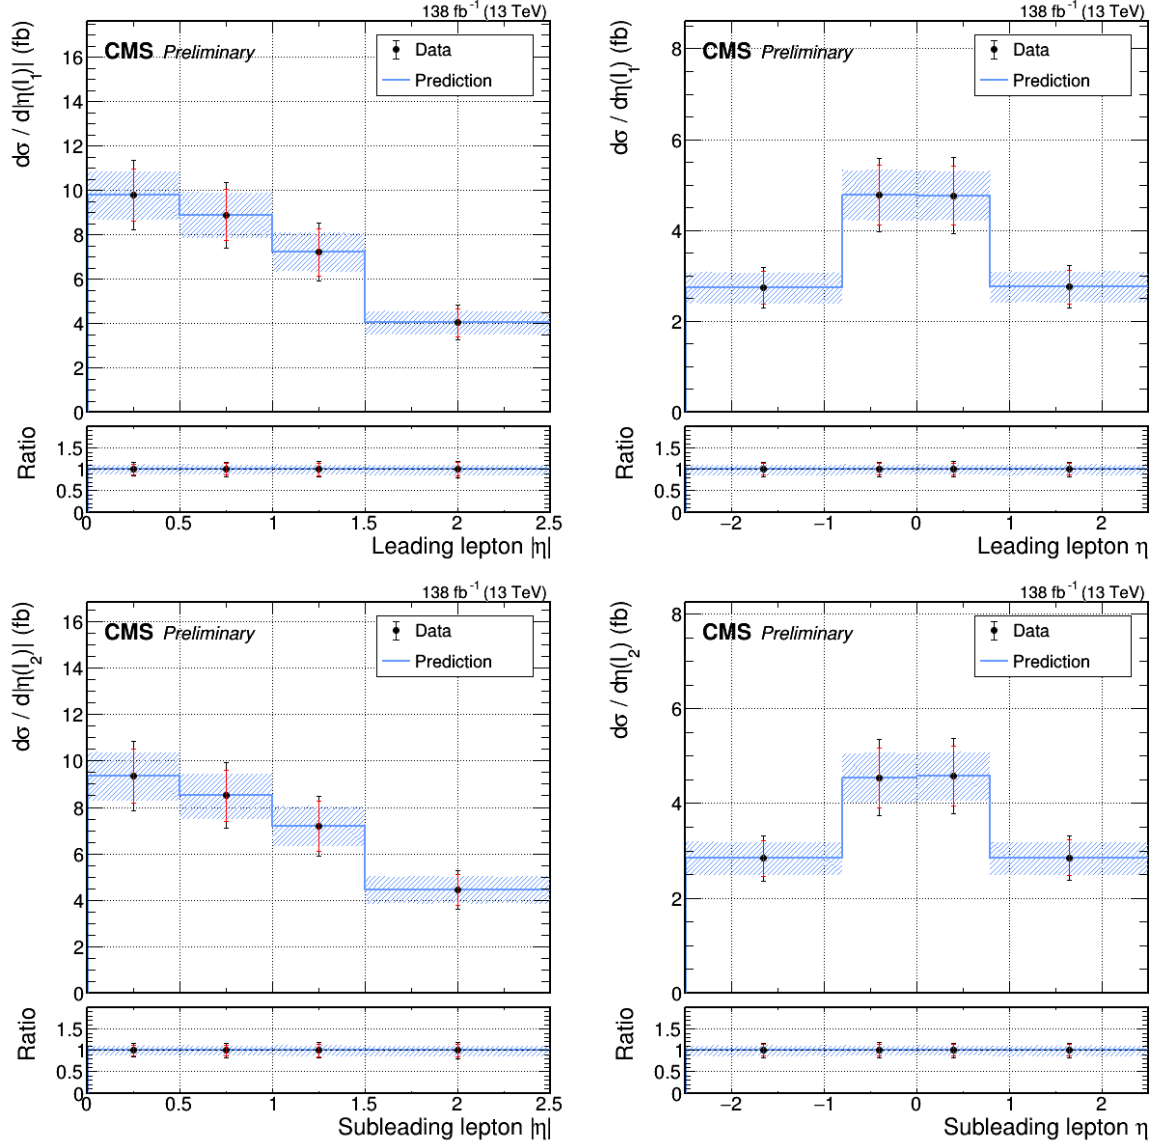 138 fb⁻¹ (13 TeV)
CMS Preliminary
Data
Prediction
dσ / d|η(l₁)| (fb)
16
14
12
10
8
6
4
2
0
Ratio
1.5
1
0.5
0
0 0.5 1 1.5 2 2.5
Leading lepton |η|
138 fb⁻¹ (13 TeV)
CMS Preliminary
Data
Prediction
dσ / dη(l₁) (fb)
8
6
4
2
0
Ratio
1.5
1
0.5
0
−2 −1 0 1 2
Leading lepton η
138 fb⁻¹ (13 TeV)
CMS Preliminary
Data
Prediction
dσ / d|η(l₂)| (fb)
16
14
12
10
8
6
4
2
0
Ratio
1.5
1
0.5
0
0 0.5 1 1.5 2 2.5
Subleading lepton |η|
138 fb⁻¹ (13 TeV)
CMS Preliminary
Data
Prediction
dσ / dη(l₂) (fb)
8
6
4
2
0
Ratio
1.5
1
0.5
0
−2 −1 0 1 2
Subleading lepton η